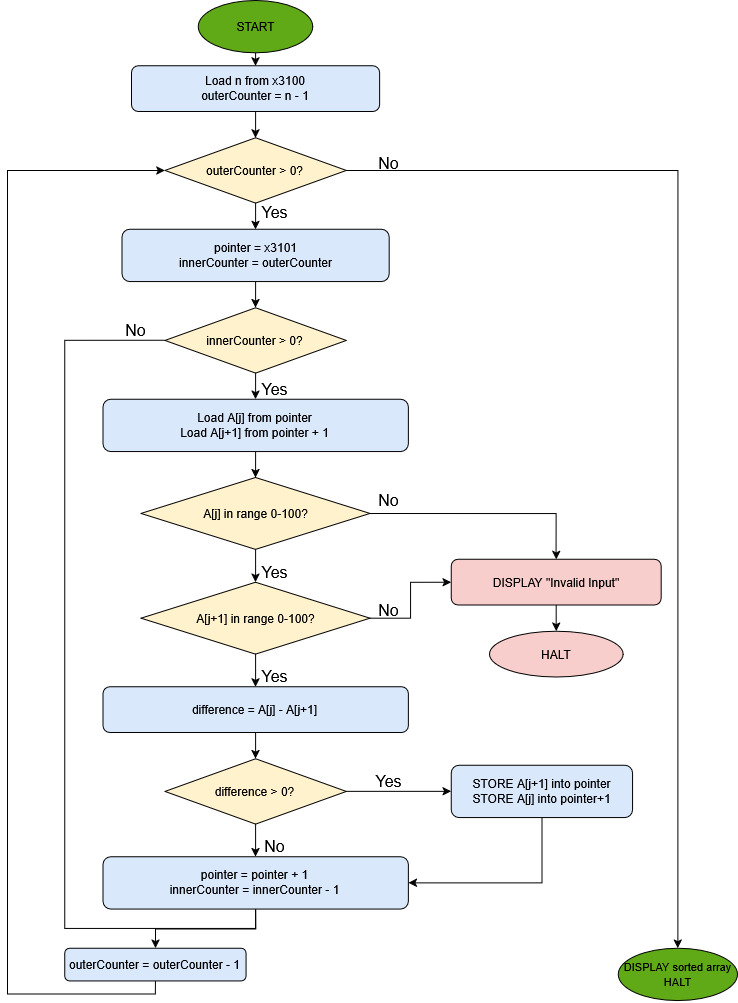 START
Load n from x3100
outerCounter = n - 1
outerCounter > 0?
No
Yes
pointer = x3101
innerCounter = outerCounter
No
innerCounter > 0?
Yes
Load A[j] from pointer
Load A[j+1] from pointer + 1
A[j] in range 0-100?
No
Yes
DISPLAY "Invalid Input"
A[j+1] in range 0-100?
No
HALT
Yes
difference = A[j] - A[j+1]
difference > 0?
Yes
STORE A[j+1] into pointer
STORE A[j] into pointer+1
No
pointer = pointer + 1
innerCounter = innerCounter - 1
outerCounter = outerCounter - 1
DISPLAY sorted array
HALT